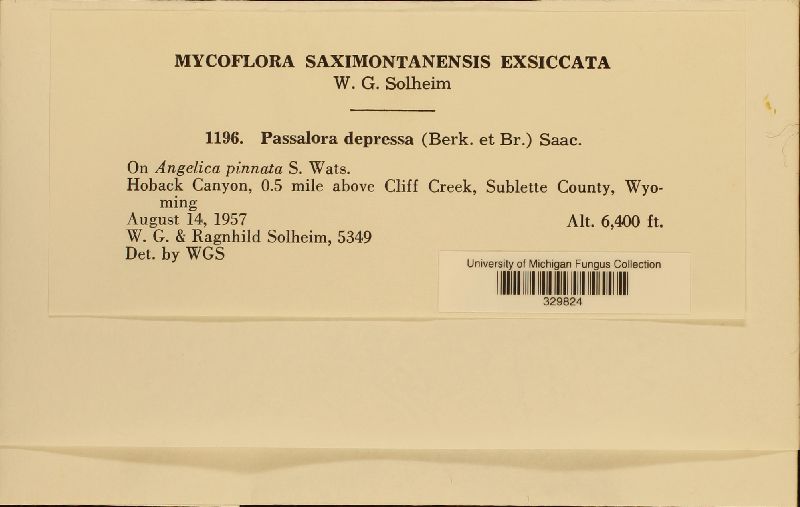 MYCOFLORA SAXIMONTANENSIS EXSICCATA
W. G. Solheim
1196. Passalora depressa (Berk. et Br.) Saac.
On Angelica pinnata S. Wats.
Hoback Canyon, 0.5 mile above Cliff Creek, Sublette County, Wyo-
ming
August 14, 1957 Alt. 6,400 ft.
W. G. & Ragnhild Solheim, 5349
Det. by WGS
University of Michigan Fungus Collection
329824